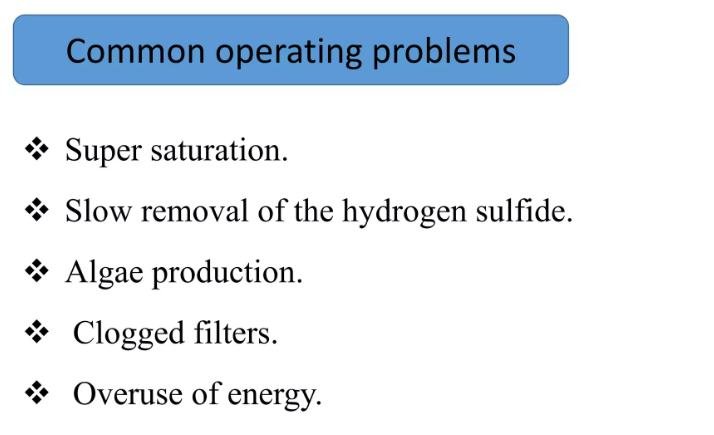 Common operating problems
❖ Super saturation.
❖ Slow removal of the hydrogen sulfide.
❖ Algae production.
❖ Clogged filters.
❖ Overuse of energy.